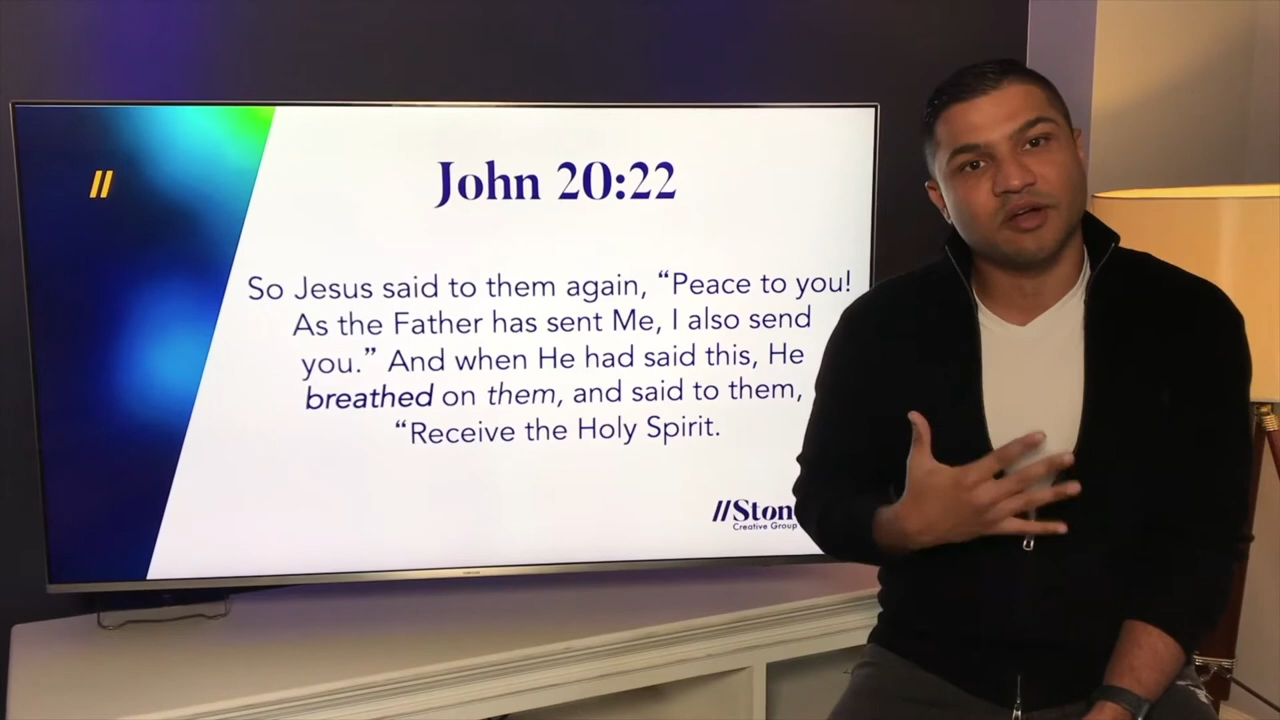 John 20:22
So Jesus said to them again, “Peace to you!
As the Father has sent Me, I also send
you.” And when He had said this, He
breathed on them, and said to them,
“Receive the Holy Spirit.
//Ston
Creative Group